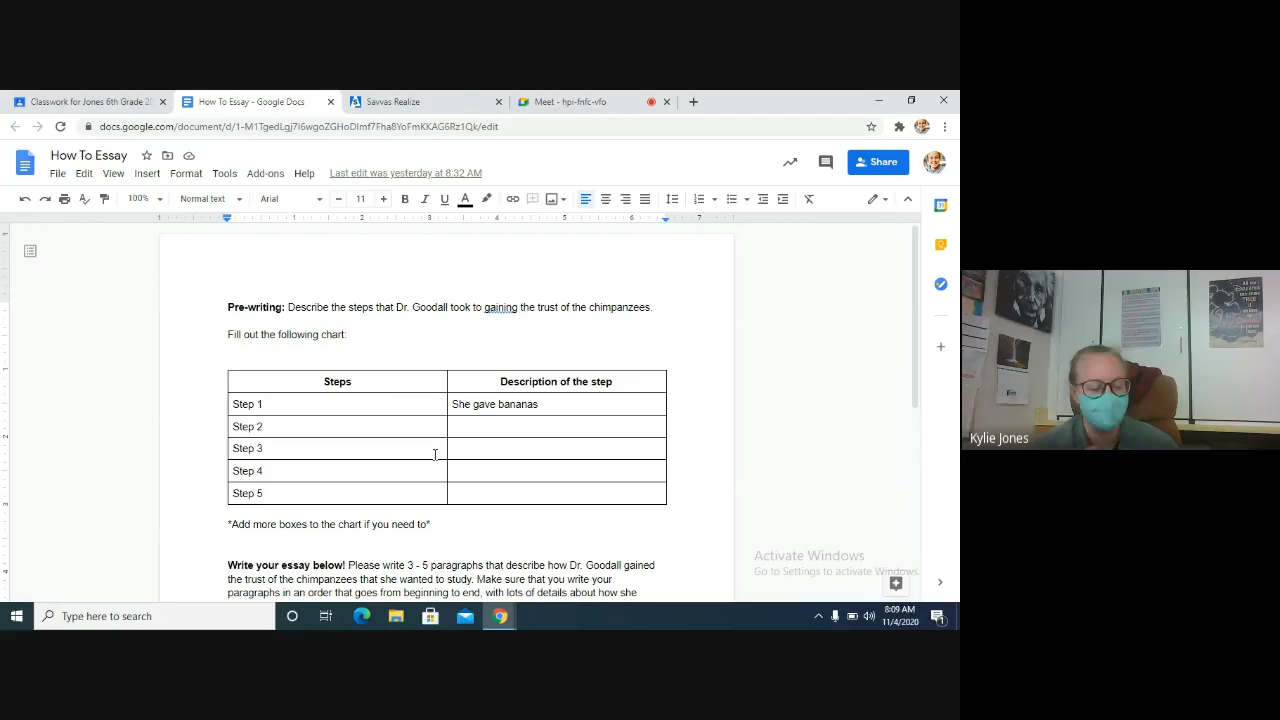 Classwork for Jones 6th Grade 2
How To Essay - Google Docs
Savvas Realize
Meet - hpi-fnfc-vfo
How To Essay
File Edit View Insert Format Tools Add-ons Help Last edit was yesterday at 8:32 AM
Share
100% Normal text Arial 11
Pre-writing: Describe the steps that Dr. Goodall took to gaining the trust of the chimpanzees.
Fill out the following chart:
Steps Description of the step
Step 1 She gave bananas
Step 2
Step 3
Step 4
Step 5
*Add more boxes to the chart if you need to*
Write your essay below! Please write 3 - 5 paragraphs that describe how Dr. Goodall gained
the trust of the chimpanzees that she wanted to study. Make sure that you write your
paragraphs in an order that goes from beginning to end, with lots of details about how she
Activate Windows
Go to Settings to activate Windows.
Type here to search
8:09 AM
11/4/2020
Kylie Jones